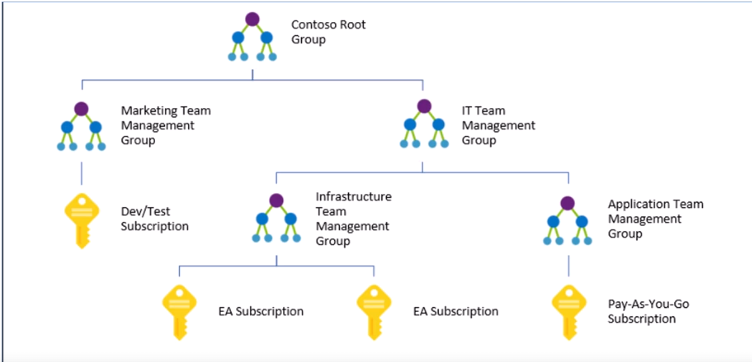 Contoso Root
Group
Marketing Team
Management
Group
IT Team
Management
Group
Dev/Test
Subscription
Infrastructure
Team
Management
Group
Application Team
Management
Group
EA Subscription
EA Subscription
Pay-As-You-Go
Subscription